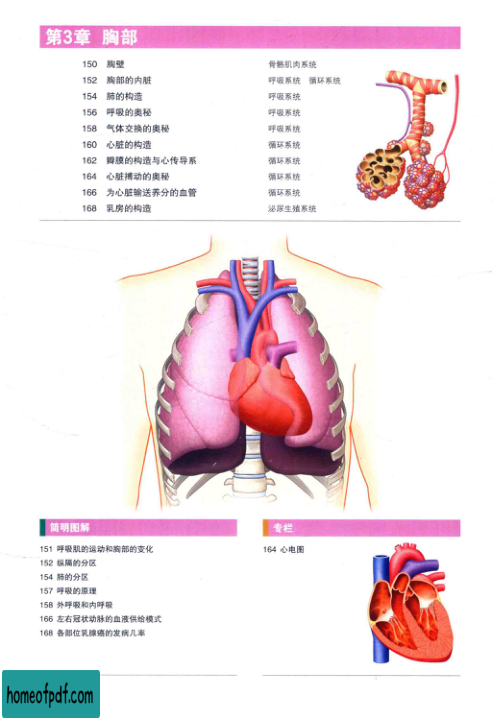 第3章 胸部
150 胸壁 骨骼肌肉系统
152 胸部的内脏 呼吸系统 循环系统
154 肺的构造 呼吸系统
156 呼吸的奥秘 呼吸系统
158 气体交换的奥秘 呼吸系统
160 心脏的构造 循环系统
162 瓣膜的构造与心传导系 循环系统
164 心脏搏动的奥秘 循环系统
166 为心脏输送养分的血管 循环系统
168 乳房的构造 泌尿生殖系统
简明图解
151 呼吸肌的运动和胸部的变化
152 纵隔的分区
154 肺的分区
157 呼吸的原理
158 外呼吸和内呼吸
166 左右冠状动脉的血液供给模式
168 各部位乳腺癌的发病几率
专栏
164 心电图
homeofpdf.com